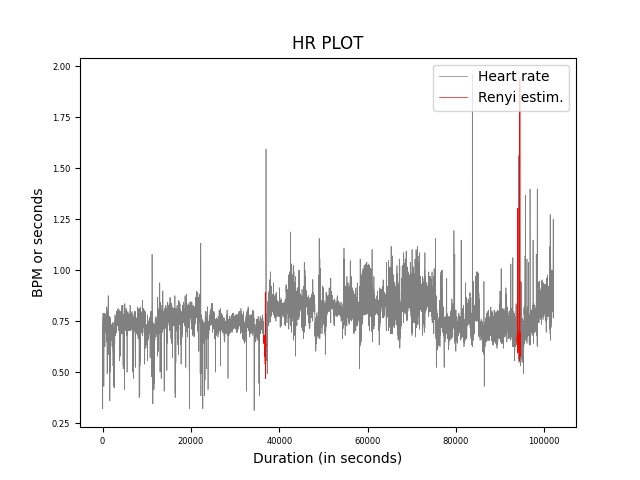 HR PLOT
Heart rate
Renyi estim.
BPM or seconds
2.00
1.75
1.50
1.25
1.00
0.75
0.50
0.25
0
20000
40000
60000
80000
100000
Duration (in seconds)